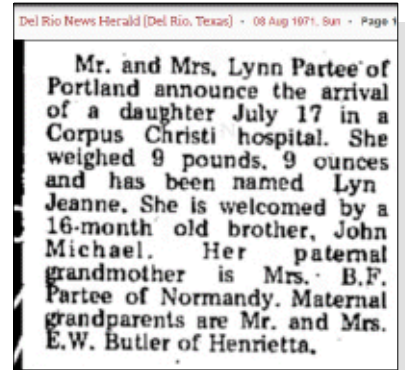 Del Rio News Herald (Del Rio, Texas) • 08 Aug 1971, Sun • Page 1
Mr. and Mrs. Lynn Partee of
Portland announce the arrival
of a daughter July 17 in a
Corpus Christi hospital. She
weighed 9 pounds, 9 ounces
and has been named Lyn
Jeanne. She is welcomed by a
16-month old brother, John
Michael. Her paternal
grandmother is Mrs. B.F.
Partee of Normandy. Maternal
grandparents are Mr. and Mrs.
E.W. Butler of Henrietta.